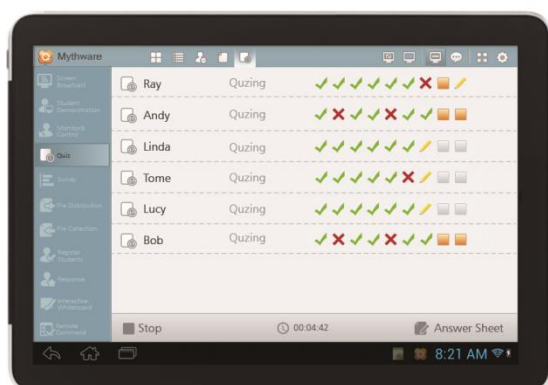 Mythware
Screen
Broadcast
Student
Demonstration
Monitor&
Control
Quiz
Survey
File Distribution
File Collection
Register
Students
Response
Interactive
Whiteboard
Remote
Command
Ray Quzing
Andy Quzing
Linda Quzing
Tome Quzing
Lucy Quzing
Bob Quzing
Stop 00:04:42 Answer Sheet
8:21 AM